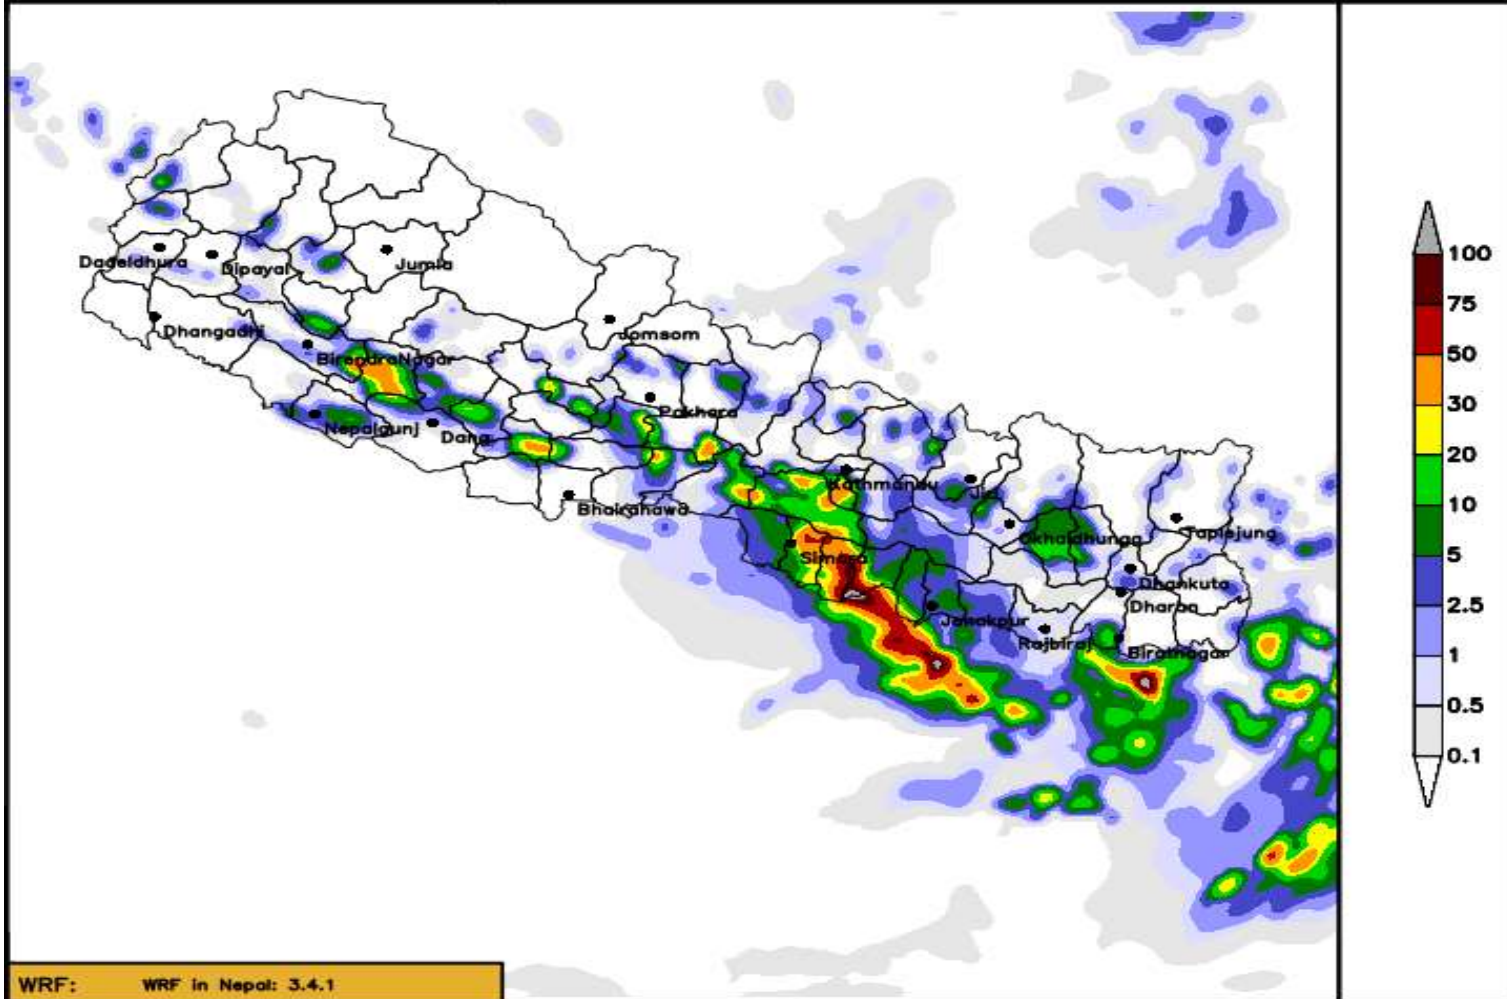 Dadeldhura
Dipayal
Jumla
Dhangadhi
Jomsom
BirendraNagar
Pokhara
Nepalgunj
Dang
Kathmandu
Bhairahawa
Jiri
Okhaldhunga
Taplejung
Simara
Dhankuta
Dharan
Janakpur
Rajbiraj
Biratnagar
100
75
50
30
20
10
5
2.5
1
0.5
0.1
WRF: WRF in Nepal: 3.4.1